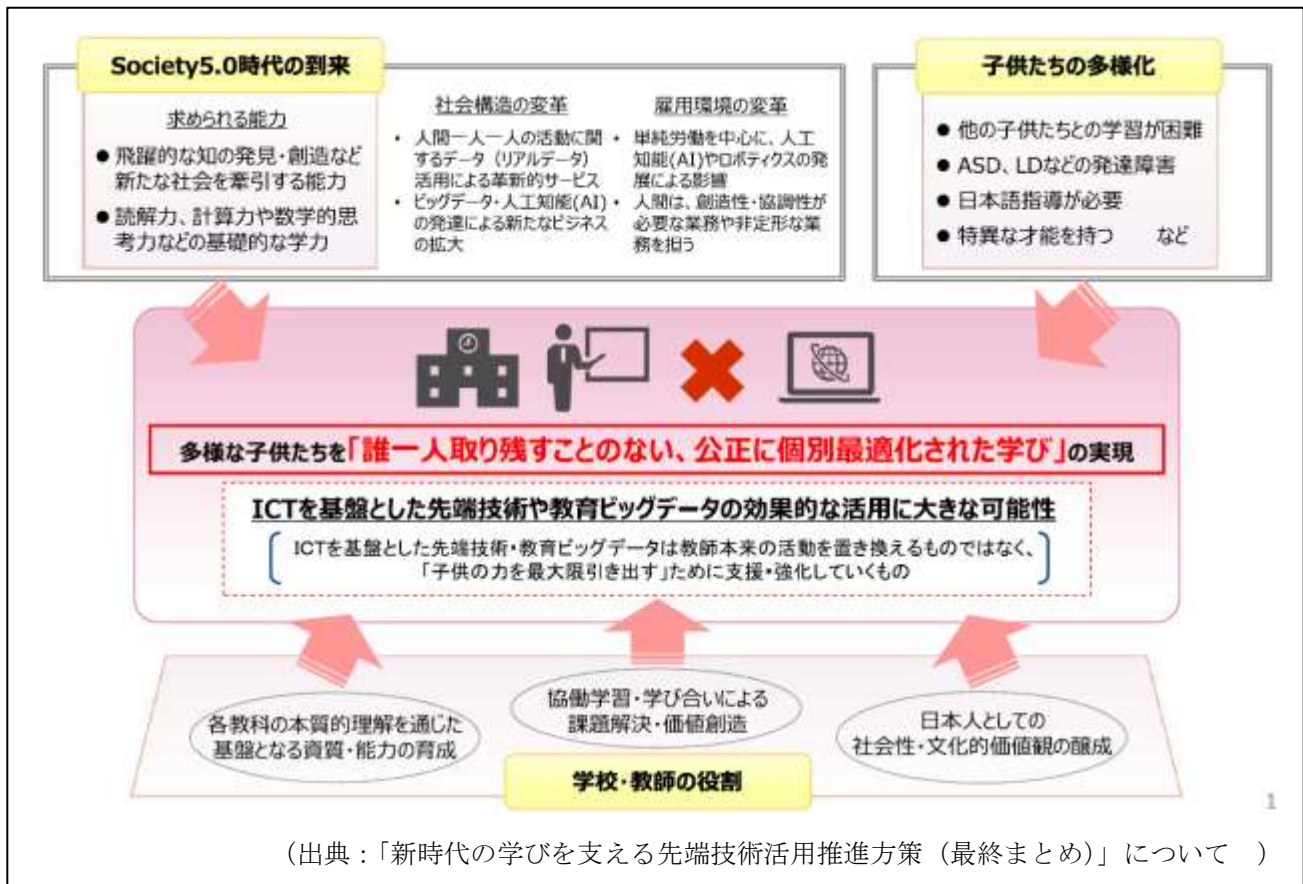 Society5.0時代の到来
求められる能力
● 飛躍的な知の発見・創造など
新たな社会を牽引する能力
● 読解力、計算力や数学的思
考力などの基礎的な学力
社会構造の変革
• 人間一人一人の活動に関
するデータ（リアルデータ）
活用による革新的サービス
• ビッグデータ・人工知能(AI)
の発達による新たなビジネス
の拡大
雇用環境の変革
• 単純労働を中心に、人工
知能(AI)やロボティクスの発
展による影響
• 人間は、創造性・協調性が
必要な業務や非定形な業
務を担う
子供たちの多様化
● 他の子供たちとの学習が困難
● ASD、LDなどの発達障害
● 日本語指導が必要
● 特異な才能を持つ　　など
多様な子供たちを「誰一人取り残すことのない、公正に個別最適化された学び」の実現
ICTを基盤とした先端技術や教育ビッグデータの効果的な活用に大きな可能性
ICTを基盤とした先端技術・教育ビッグデータは教師本来の活動を置き換えるものではなく、
「子供の力を最大限引き出す」ために支援・強化していくもの
各教科の本質的理解を通じた
基盤となる資質・能力の育成
協働学習・学び合いによる
課題解決・価値創造
日本人としての
社会性・文化的価値観の醸成
学校・教師の役割
1
（出典：「新時代の学びを支える先端技術活用推進方策（最終まとめ）」について　）